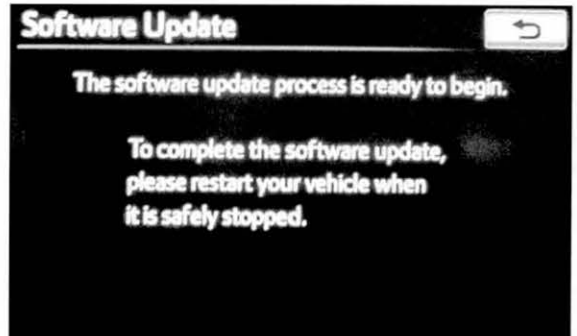 Software Update
The software update process is ready to begin.
To complete the software update,
please restart your vehicle when
it is safely stopped.